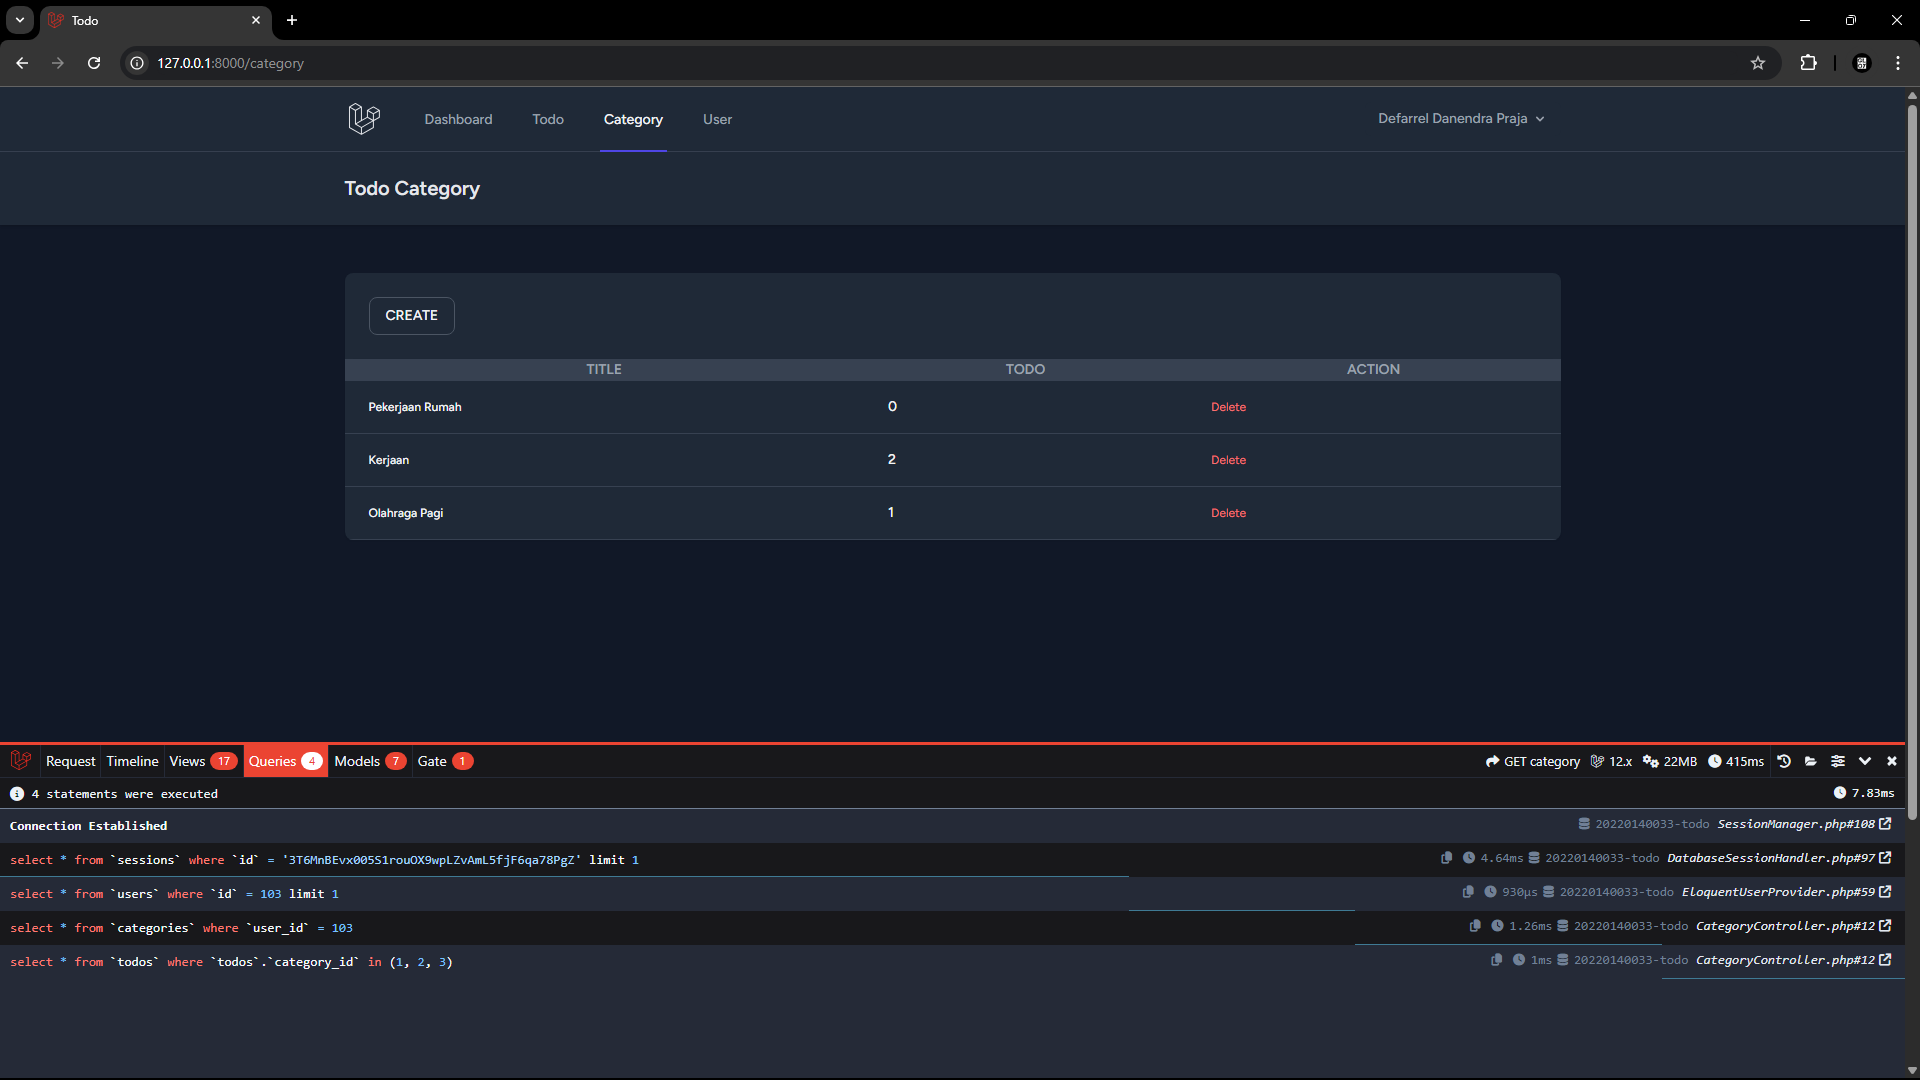 Todo
127.0.0.1:8000/category
Dashboard Todo Category User Defarrel Danendra Praja
Todo Category
CREATE
TITLE TODO ACTION
Pekerjaan Rumah 0 Delete
Kerjaan 2 Delete
Olahraga Pagi 1 Delete
Request Timeline Views 17 Queries 4 Models 7 Gate 1 GET category 12.x 22MB 415ms
4 statements were executed 7.83ms
Connection Established 20220140033-todo SessionManager.php#108
select * from `sessions` where `id` = '3T6MnBEvx005S1rouOX9wpLZvAmL5fjF6qa78PgZ' limit 1 4.64ms 20220140033-todo DatabaseSessionHandler.php#97
select * from `users` where `id` = 103 limit 1 930μs 20220140033-todo EloquentUserProvider.php#59
select * from `categories` where `user_id` = 103 1.26ms 20220140033-todo CategoryController.php#12
select * from `todos` where `todos`.`category_id` in (1, 2, 3) 1ms 20220140033-todo CategoryController.php#12